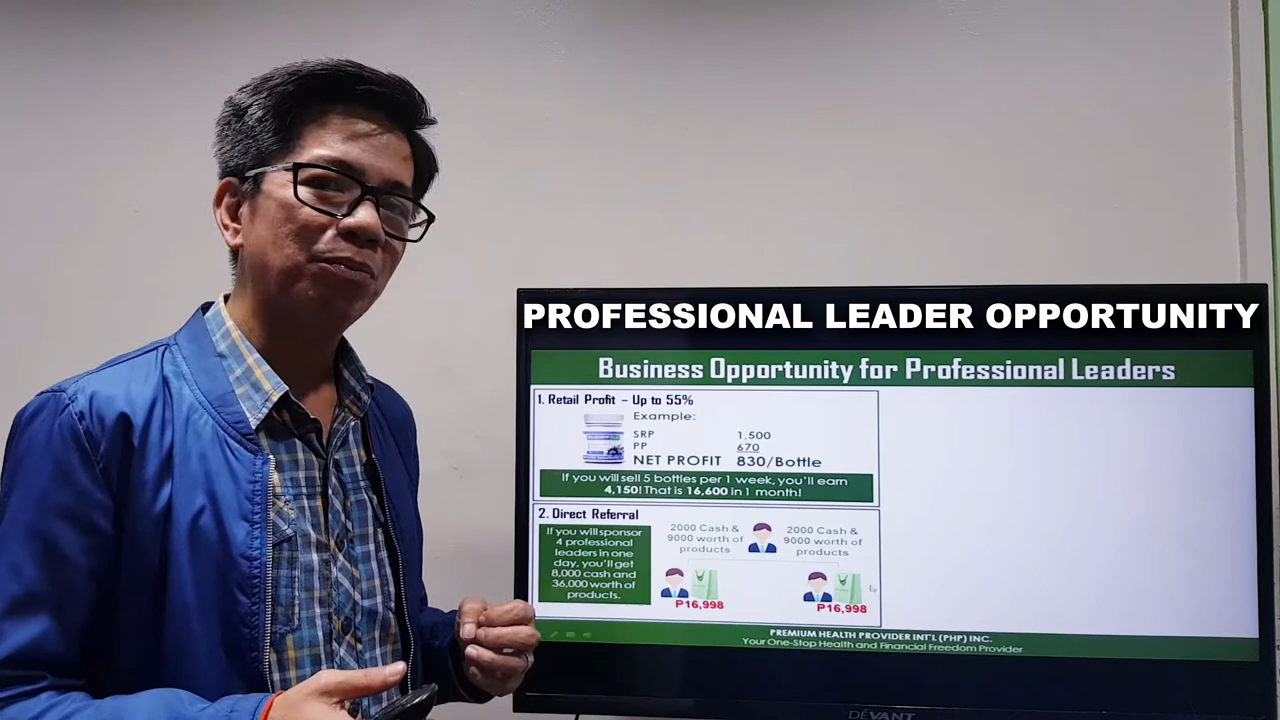 PROFESSIONAL LEADER OPPORTUNITY
Business Opportunity for Professional Leaders
1. Retail Profit – Up to 55%
Example:
SRP 1,500
PP 670
NET PROFIT 830/Bottle
If you will sell 5 bottles per 1 week, you'll earn
4,150! That is 16,600 in 1 month!
2. Direct Referral
If you will sponsor
4 professional
leaders in one
day, you'll get
8,000 cash and
36,000 worth of
products.
2000 Cash &
9000 worth of
products
2000 Cash &
9000 worth of
products
P16,998
P16,998
PREMIUM HEALTH PROVIDER INT'L (PHP) INC.
Your One-Stop Health and Financial Freedom Provider
DEVANT